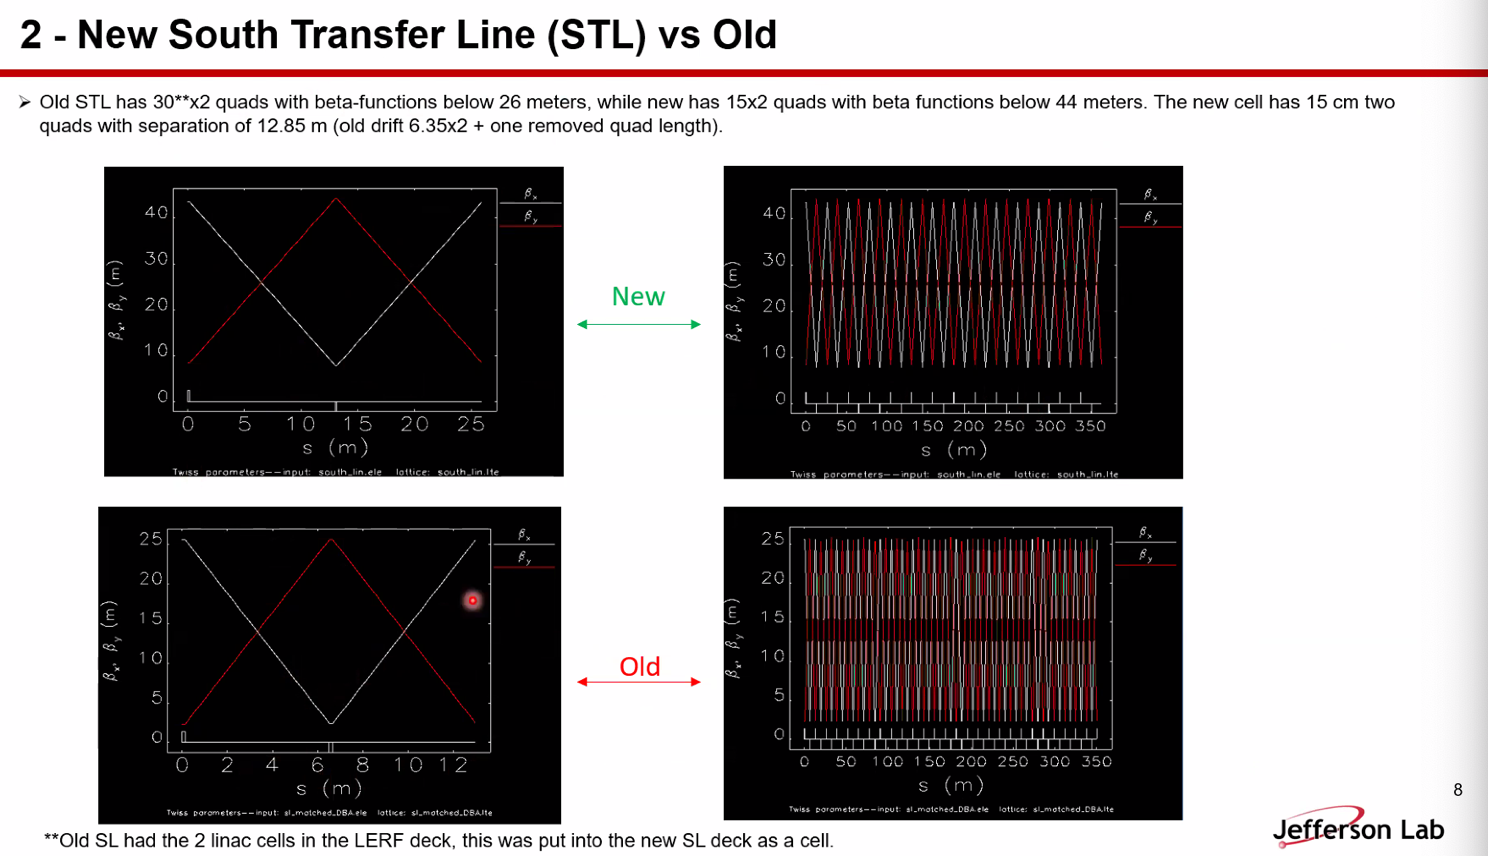 2 - New South Transfer Line (STL) vs Old
➢ Old STL has 30**x2 quads with beta-functions below 26 meters, while new has 15x2 quads with beta functions below 44 meters. The new cell has 15 cm two
quads with separation of 12.85 m (old drift 6.35x2 + one removed quad length).
βx
βy
40
30
20
10
0
βx, βy (m)
0 5 10 15 20 25
s (m)
Twiss parameters--input: south_lin.ele lattice: south_lin.lte
New
βx
βy
40
30
20
10
0
βx, βy (m)
0 50 100 150 200 250 300 350
s (m)
Twiss parameters--input: south_lin.ele lattice: south_lin.lte
βx
βy
25
20
15
10
5
0
βx, βy (m)
0 2 4 6 8 10 12
s (m)
Twiss parameters--input: sl_matched_DBA.ele lattice: sl_matched_DBA.lte
Old
βx
βy
25
20
15
10
5
0
βx, βy (m)
0 50 100 150 200 250 300 350
s (m)
Twiss parameters--input: sl_matched_DBA.ele lattice: sl_matched_DBA.lte
8
**Old SL had the 2 linac cells in the LERF deck, this was put into the new SL deck as a cell.
Jefferson Lab